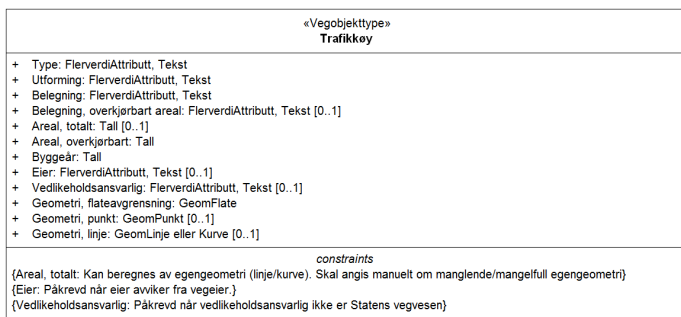 «Vegobjekttype»
Trafikkøy
+ Type: FlerverdiAttributt, Tekst
+ Utforming: FlerverdiAttributt, Tekst
+ Belegning: FlerverdiAttributt, Tekst
+ Belegning, overkjørbart areal: FlerverdiAttributt, Tekst [0..1]
+ Areal, totalt: Tall [0..1]
+ Areal, overkjørbart: Tall
+ Byggeår: Tall
+ Eier: FlerverdiAttributt, Tekst [0..1]
+ Vedlikeholdsansvarlig: FlerverdiAttributt, Tekst [0..1]
+ Geometri, flateavgrensning: GeomFlate
+ Geometri, punkt: GeomPunkt [0..1]
+ Geometri, linje: GeomLinje eller Kurve [0..1]
constraints
{Areal, totalt: Kan beregnes av egengeometri (linje/kurve). Skal angis manuelt om manglende/mangelfull egengeometri}
{Eier: Påkrevd når eier avviker fra vegeier.}
{Vedlikeholdsansvarlig: Påkrevd når vedlikeholdsansvarlig ikke er Statens vegvesen}